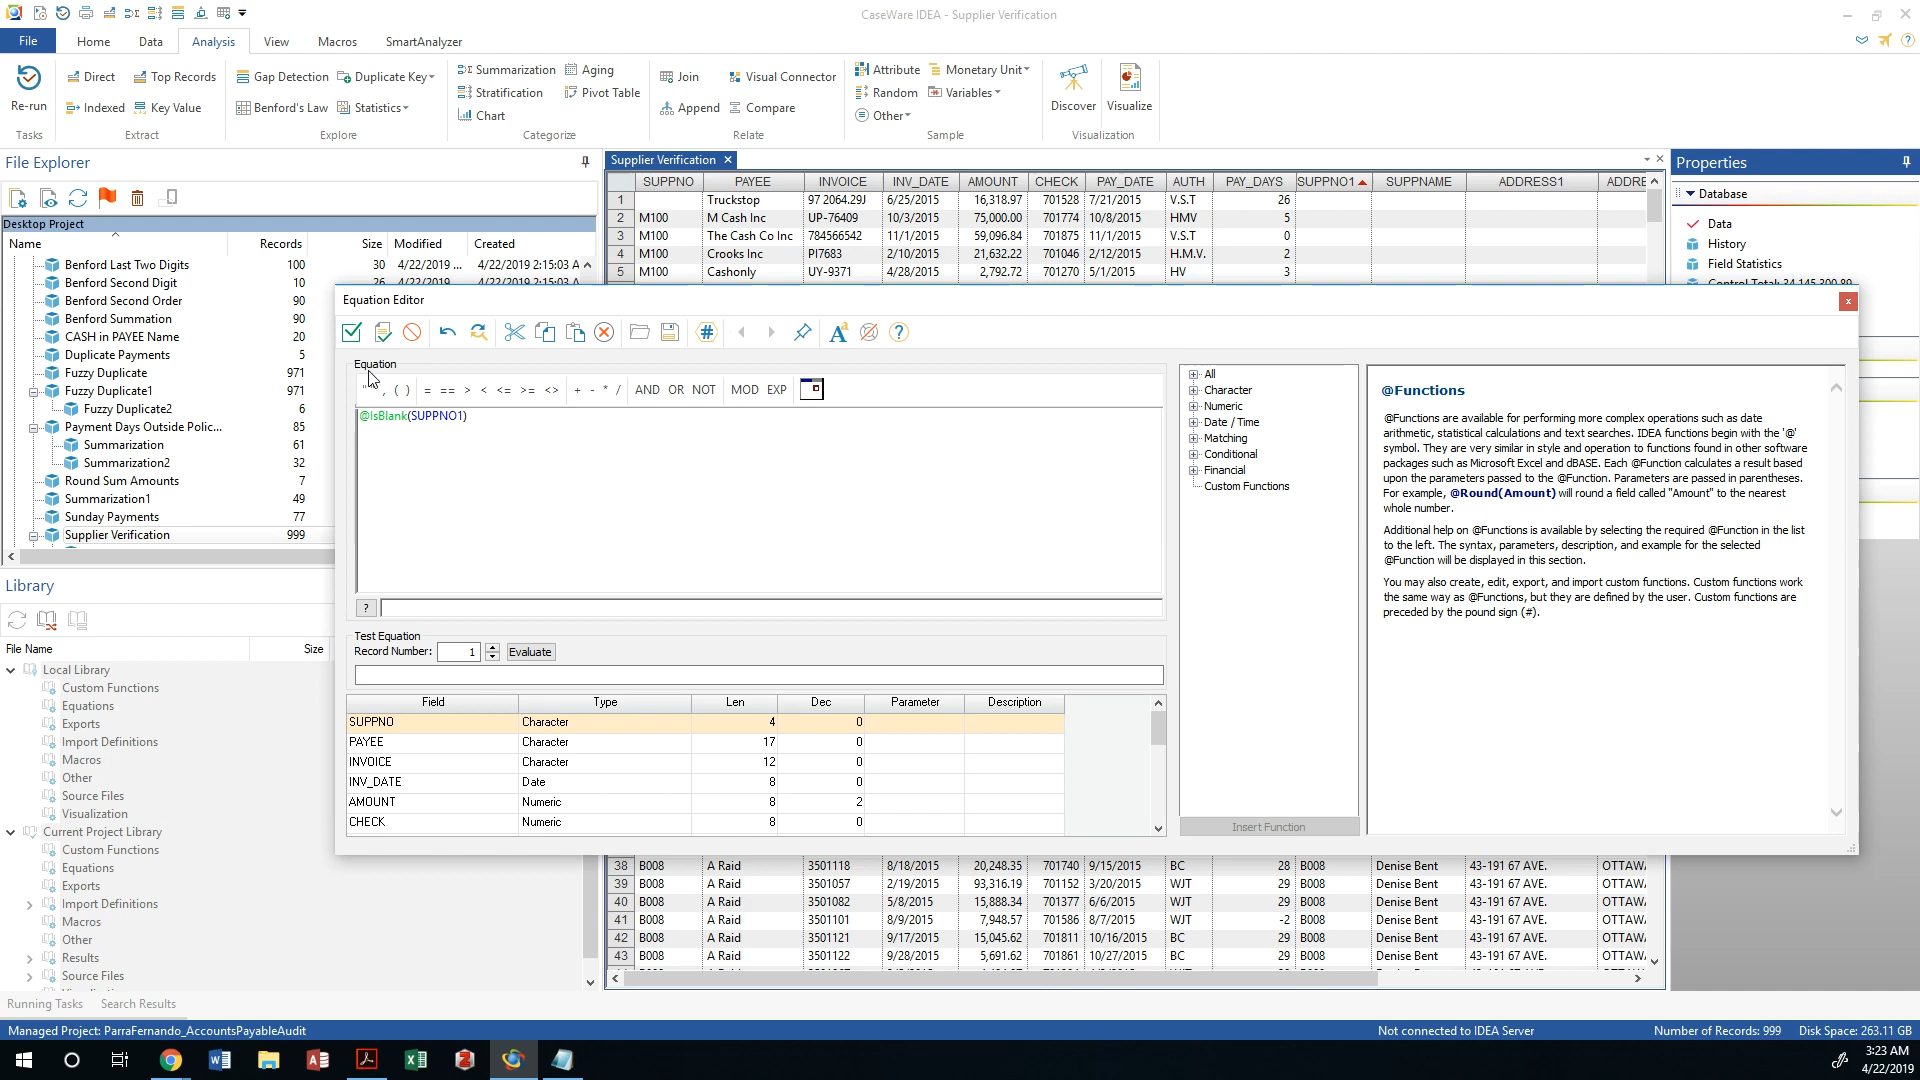 CaseWare IDEA - Supplier Verification
File Home Data Analysis View Macros SmartAnalyzer
Re-run
Tasks
Direct Top Records
Indexed Key Value
Extract
Gap Detection Duplicate Key
Benford's Law Statistics
Explore
Summarization Aging
Stratification Pivot Table
Chart
Categorize
Join Visual Connector
Append Compare
Relate
Attribute Monetary Unit
Random Variables
Other
Sample
Discover Visualize
Visualization
File Explorer
Desktop Project
Name Records Size Modified Created
Benford Last Two Digits 100 30 4/22/2019 ... 4/22/2019 2:15:03 A
Benford Second Digit 10 26 4/22/2019 4/22/2019 2:15:03 A
Benford Second Order 90
Benford Summation 90
CASH in PAYEE Name 20
Duplicate Payments 5
Fuzzy Duplicate 971
Fuzzy Duplicate1 971
Fuzzy Duplicate2 6
Payment Days Outside Polic... 85
Summarization 61
Summarization2 32
Round Sum Amounts 7
Summarization1 49
Sunday Payments 77
Supplier Verification 999
Library
File Name Size
Local Library
Custom Functions
Equations
Exports
Import Definitions
Macros
Other
Source Files
Visualization
Current Project Library
Custom Functions
Equations
Exports
Import Definitions
Macros
Other
Results
Source Files
Running Tasks Search Results
Supplier Verification
SUPPNO PAYEE INVOICE INV_DATE AMOUNT CHECK PAY_DATE AUTH PAY_DAYS SUPPNO1 SUPPNAME ADDRESS1 ADDRE
1 Truckstop 97 2064.29J 6/25/2015 16,318.97 701528 7/21/2015 V.S.T 26
2 M100 M Cash Inc UP-76409 10/3/2015 75,000.00 701774 10/8/2015 HMV 5
3 M100 The Cash Co Inc 784566542 11/1/2015 59,096.84 701875 11/1/2015 V.S.T 0
4 M100 Crooks Inc PI7683 2/10/2015 21,632.22 701046 2/12/2015 H.M.V. 2
5 M100 Cashonly UY-9371 4/28/2015 2,792.72 701270 5/1/2015 HV 3
Properties
Database
Data
History
Field Statistics
Control Total: 34,145,300.89
Equation Editor
Equation
" , ( ) = == > < <= >= <> + - * / AND OR NOT MOD EXP
@IsBlank(SUPPNO1)
?
Test Equation
Record Number: 1 Evaluate
Field Type Len Dec Parameter Description
SUPPNO Character 4 0
PAYEE Character 17 0
INVOICE Character 12 0
INV_DATE Date 8 0
AMOUNT Numeric 8 2
CHECK Numeric 8 0
All
Character
Numeric
Date / Time
Matching
Conditional
Financial
Custom Functions
Insert Function
@Functions
@Functions are available for performing more complex operations such as date
arithmetic, statistical calculations and text searches. IDEA functions begin with the '@'
symbol. They are very similar in style and operation to functions found in other software
packages such as Microsoft Excel and dBASE. Each @Function calculates a result based
upon the parameters passed to the @Function. Parameters are passed in parentheses.
For example, @Round(Amount) will round a field called "Amount" to the nearest
whole number.
Additional help on @Functions is available by selecting the required @Function in the list
to the left. The syntax, parameters, description, and example for the selected
@Function will be displayed in this section.
You may also create, edit, export, and import custom functions. Custom functions work
the same way as @Functions, but they are defined by the user. Custom functions are
preceded by the pound sign (#).
38 B008 A Raid 3501118 8/18/2015 20,248.35 701740 9/15/2015 BC 28 B008 Denise Bent 43-191 67 AVE. OTTAW
39 B008 A Raid 3501057 2/19/2015 93,316.19 701152 3/20/2015 WJT 29 B008 Denise Bent 43-191 67 AVE. OTTAW
40 B008 A Raid 3501082 5/8/2015 15,888.34 701377 6/6/2015 WJT 29 B008 Denise Bent 43-191 67 AVE. OTTAW
41 B008 A Raid 3501101 8/9/2015 7,948.57 701586 8/7/2015 WJT -2 B008 Denise Bent 43-191 67 AVE. OTTAW
42 B008 A Raid 3501121 9/17/2015 15,045.62 701811 10/16/2015 BC 29 B008 Denise Bent 43-191 67 AVE. OTTAW
43 B008 A Raid 3501122 9/28/2015 5,691.62 701861 10/27/2015 BC 29 B008 Denise Bent 43-191 67 AVE. OTTAW
Managed Project: ParraFernando_AccountsPayableAudit Not connected to IDEA Server Number of Records: 999 Disk Space: 263.11 GB
3:23 AM
4/22/2019